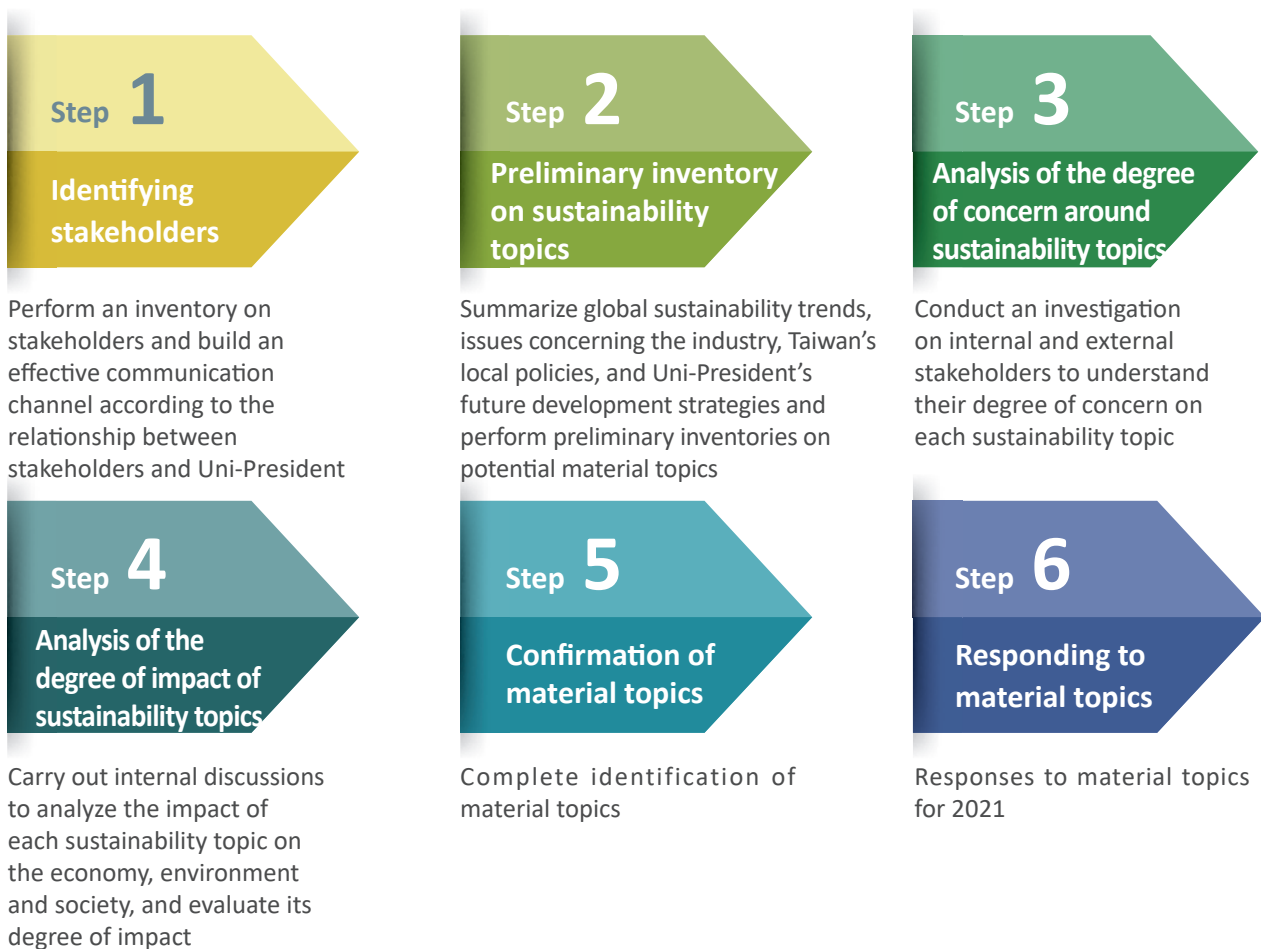 Step 1
Identifying
stakeholders
Perform an inventory on
stakeholders and build an
effective communication
channel according to the
relationship between
stakeholders and Uni-President
Step 2
Preliminary inventory
on sustainability
topics
Summarize global sustainability trends,
issues concerning the industry, Taiwan’s
local policies, and Uni-President’s
future development strategies and
perform preliminary inventories on
potential material topics
Step 3
Analysis of the degree
of concern around
sustainability topics
Conduct an investigation
on internal and external
stakeholders to understand
their degree of concern on
each sustainability topic
Step 4
Analysis of the
degree of impact of
sustainability topics
Carry out internal discussions
to analyze the impact of
each sustainability topic on
the economy, environment
and society, and evaluate its
degree of impact
Step 5
Confirmation of
material topics
Complete identification of
material topics
Step 6
Responding to
material topics
Responses to material topics
for 2021